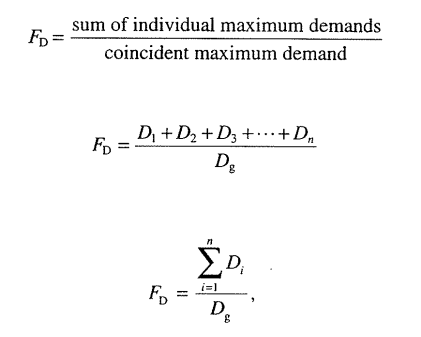 F_D = sum of individual maximum demands / coincident maximum demand
F_D = D_1 + D_2 + D_3 + ··· + D_n / D_g
F_D = ∑_{i=1}^{n} D_i / D_g ,